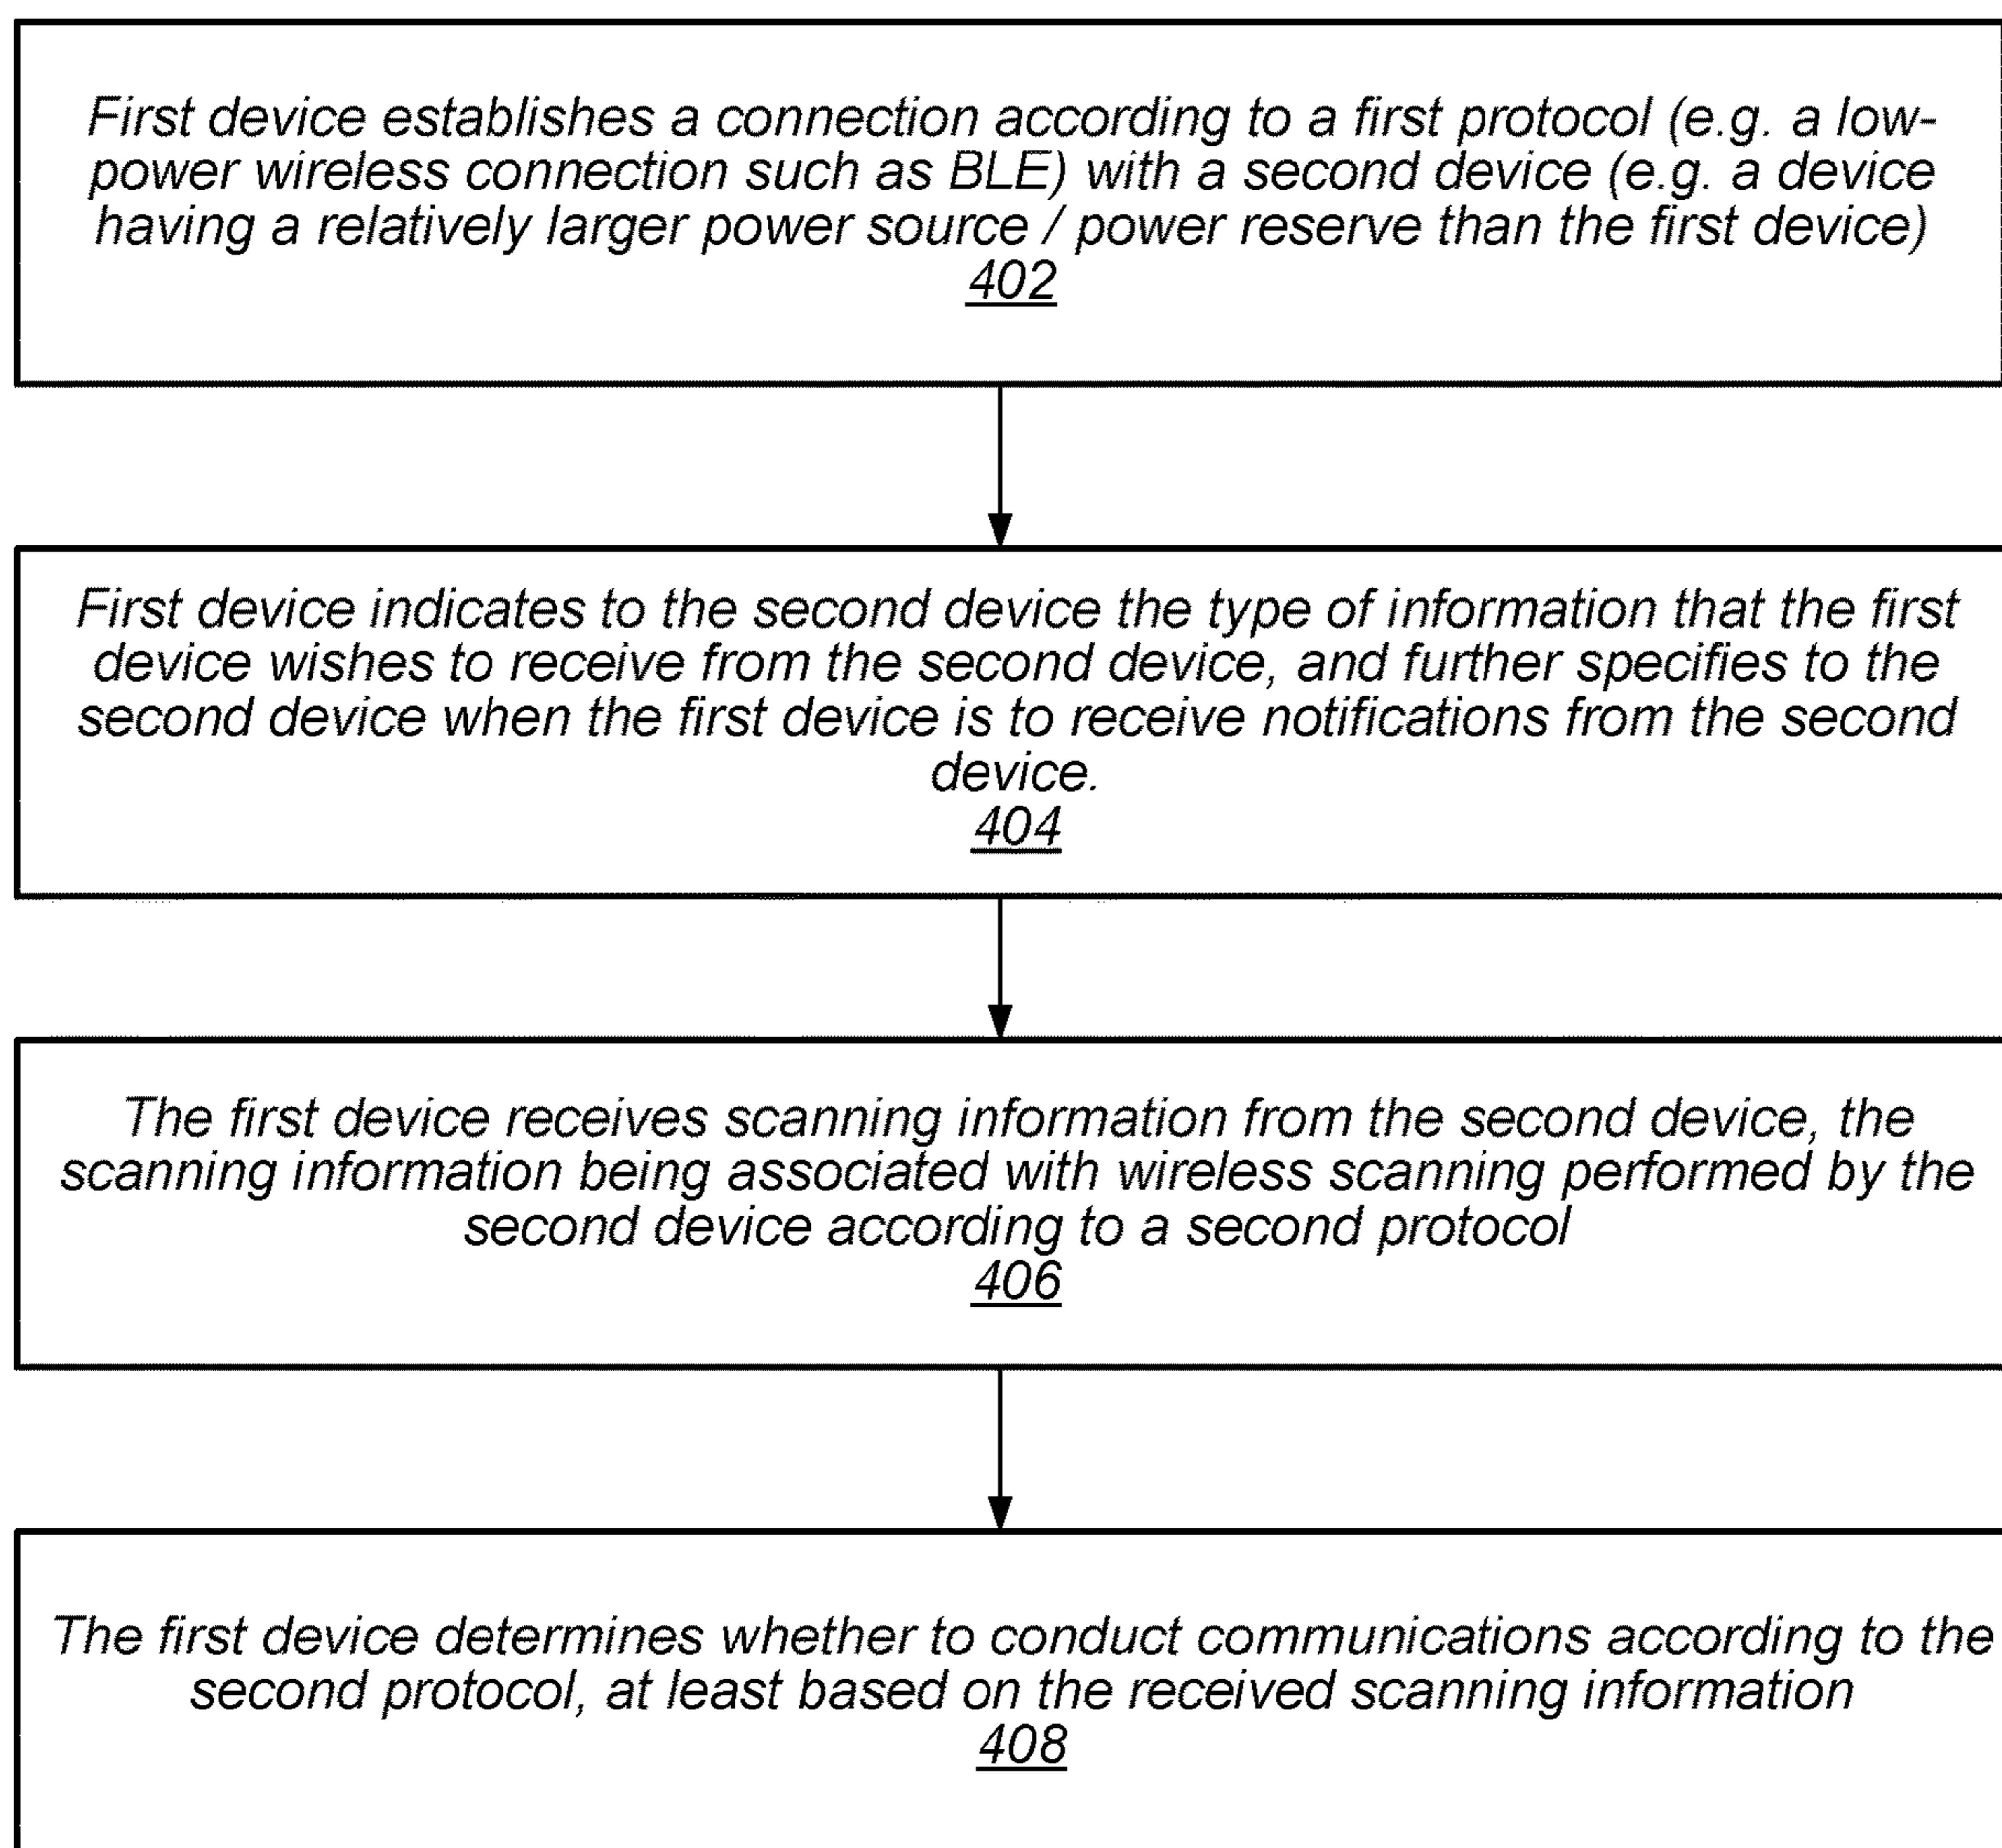 First device establishes a connection according to a first protocol (e.g. a low-
power wireless connection such as BLE) with a second device (e.g. a device
having a relatively larger power source / power reserve than the first device)
402
First device indicates to the second device the type of information that the first
device wishes to receive from the second device, and further specifies to the
second device when the first device is to receive notifications from the second
device.
404
The first device receives scanning information from the second device, the
scanning information being associated with wireless scanning performed by the
second device according to a second protocol
406
The first device determines whether to conduct communications according to the
second protocol, at least based on the received scanning information
408